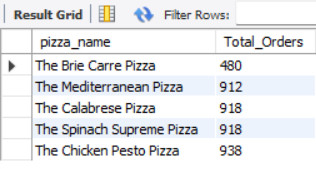 Result Grid Filter Rows:
pizza_name Total_Orders
The Brie Carre Pizza 480
The Mediterranean Pizza 912
The Calabrese Pizza 918
The Spinach Supreme Pizza 918
The Chicken Pesto Pizza 938